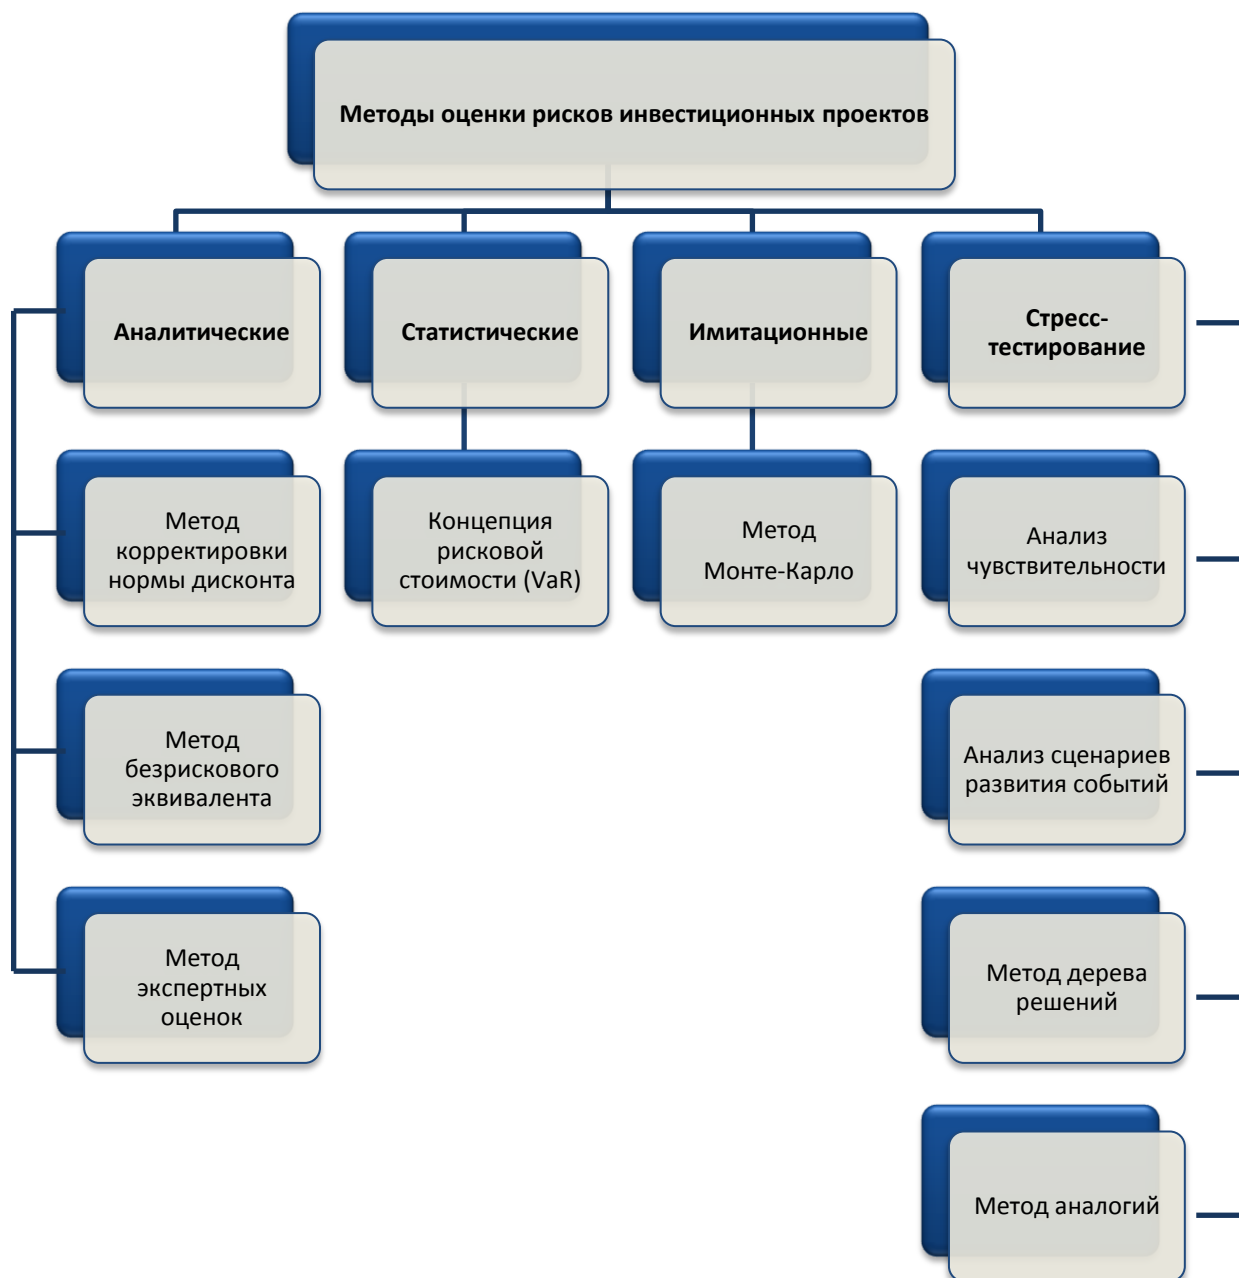 Методы оценки рисков инвестиционных проектов
Аналитические
Статистические
Имитационные
Стресс-
тестирование
Метод
корректировки
нормы дисконта
Концепция
рисковой
стоимости (VaR)
Метод
Монте-Карло
Анализ
чувствительности
Метод
безрискового
эквивалента
Анализ сценариев
развития событий
Метод
экспертных
оценок
Метод дерева
решений
Метод аналогий